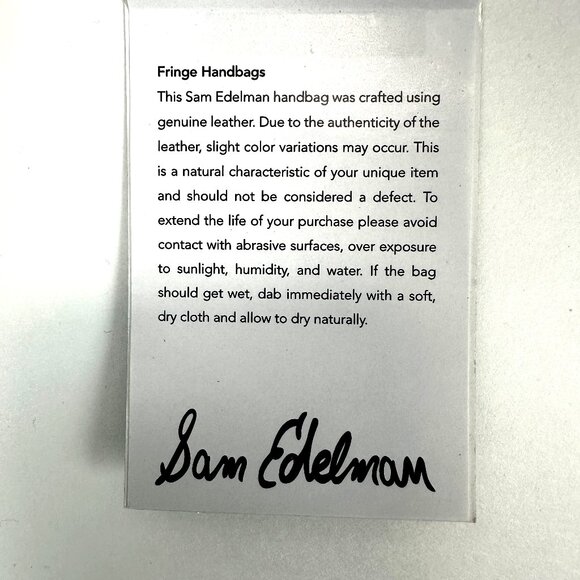 Fringe Handbags
This Sam Edelman handbag was crafted using
genuine leather. Due to the authenticity of the
leather, slight color variations may occur. This
is a natural characteristic of your unique item
and should not be considered a defect. To
extend the life of your purchase please avoid
contact with abrasive surfaces, over exposure
to sunlight, humidity, and water. If the bag
should get wet, dab immediately with a soft,
dry cloth and allow to dry naturally.
Sam Edelman